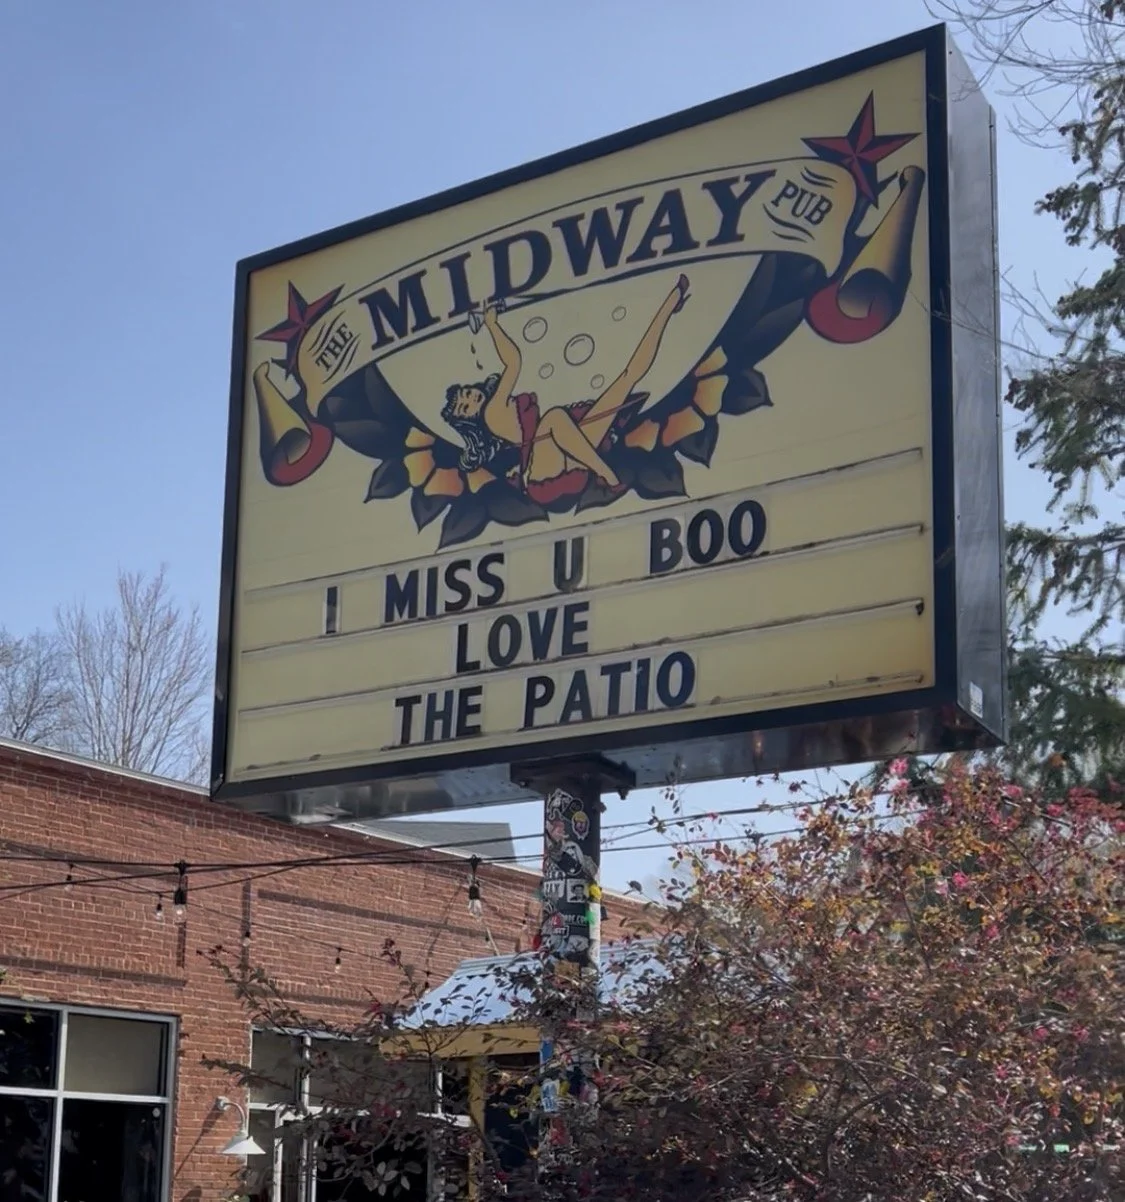 THE MIDWAY PUB
I MISS U BOO
LOVE
THE PATIO